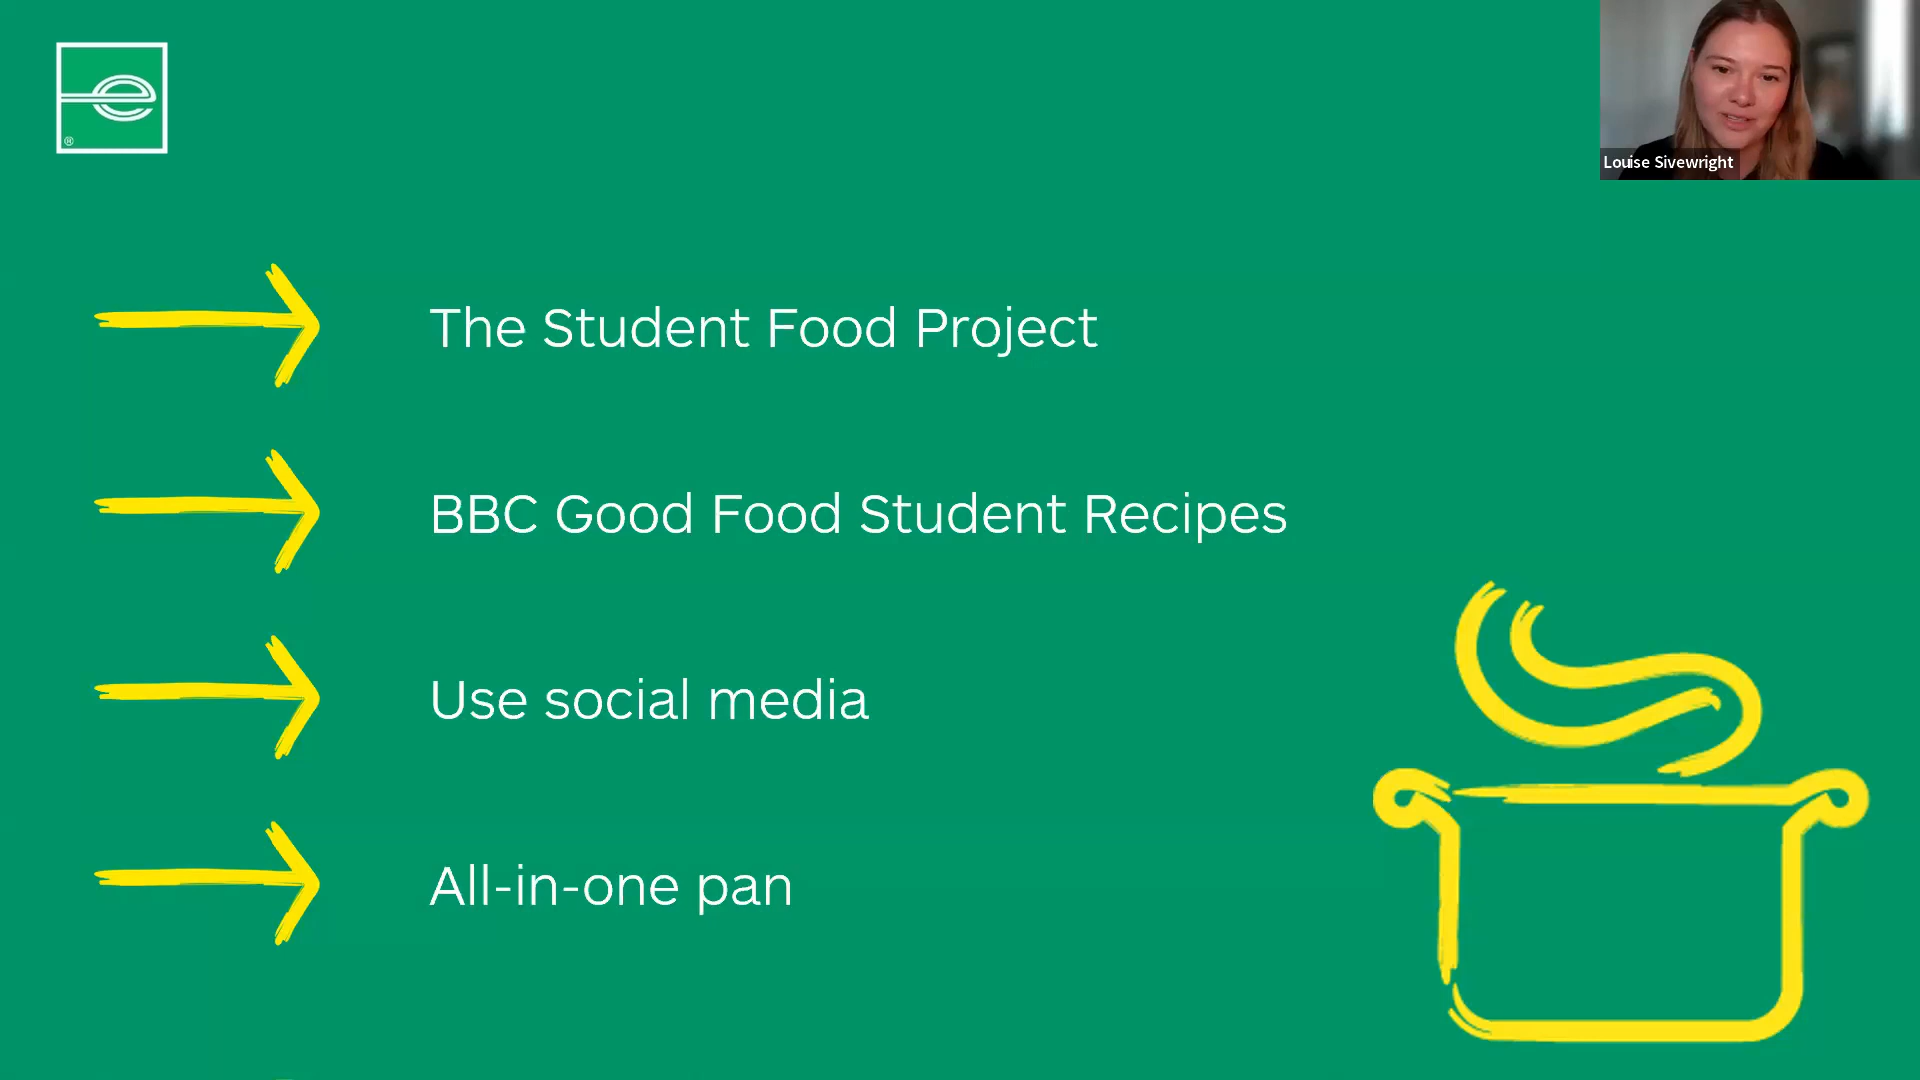 e
®
Louise Sivewright
The Student Food Project
BBC Good Food Student Recipes
Use social media
All-in-one pan